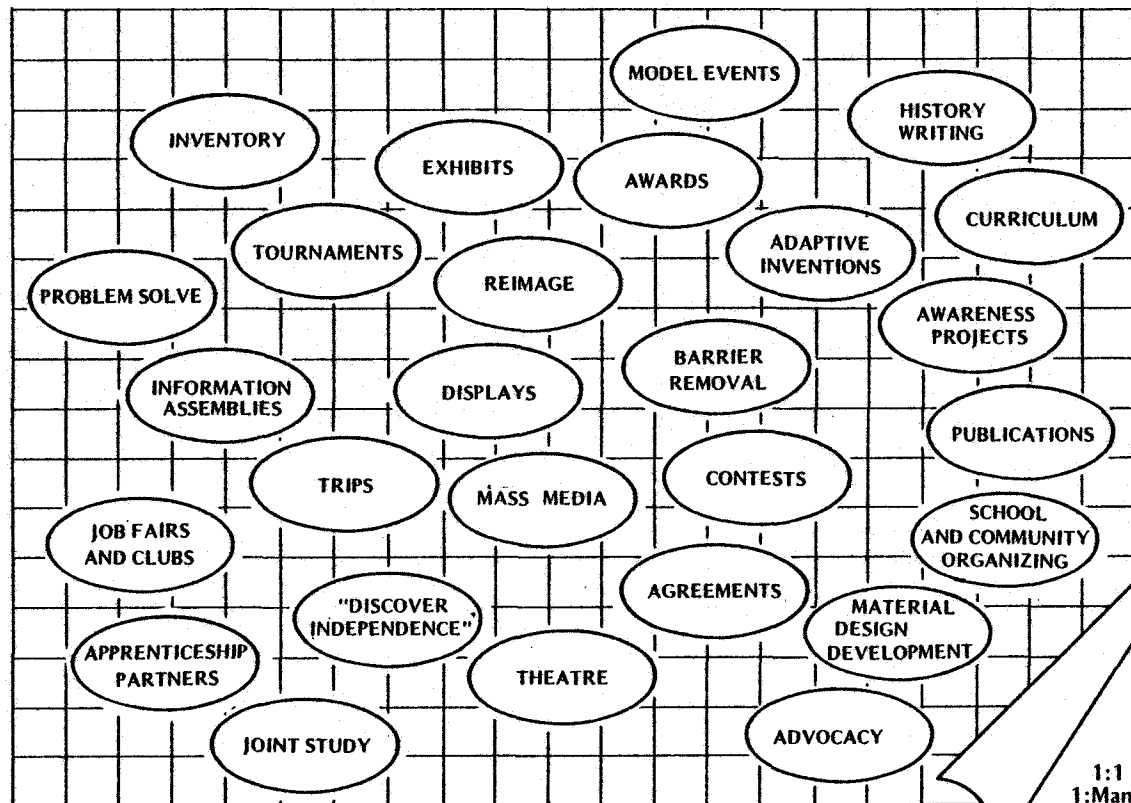 MODEL EVENTS
HISTORY
WRITING
INVENTORY
EXHIBITS
AWARDS
CURRICULUM
TOURNAMENTS
ADAPTIVE
INVENTIONS
REIMAGE
PROBLEM SOLVE
AWARENESS
PROJECTS
BARRIER
REMOVAL
INFORMATION
ASSEMBLIES
DISPLAYS
PUBLICATIONS
TRIPS
MASS MEDIA
CONTESTS
JOB FAIRS
AND CLUBS
SCHOOL
AND COMMUNITY
ORGANIZING
"DISCOVER
INDEPENDENCE"
AGREEMENTS
MATERIAL
DESIGN
DEVELOPMENT
APPRENTICESHIP
PARTNERS
THEATRE
JOINT STUDY
ADVOCACY
1:1
1:Man